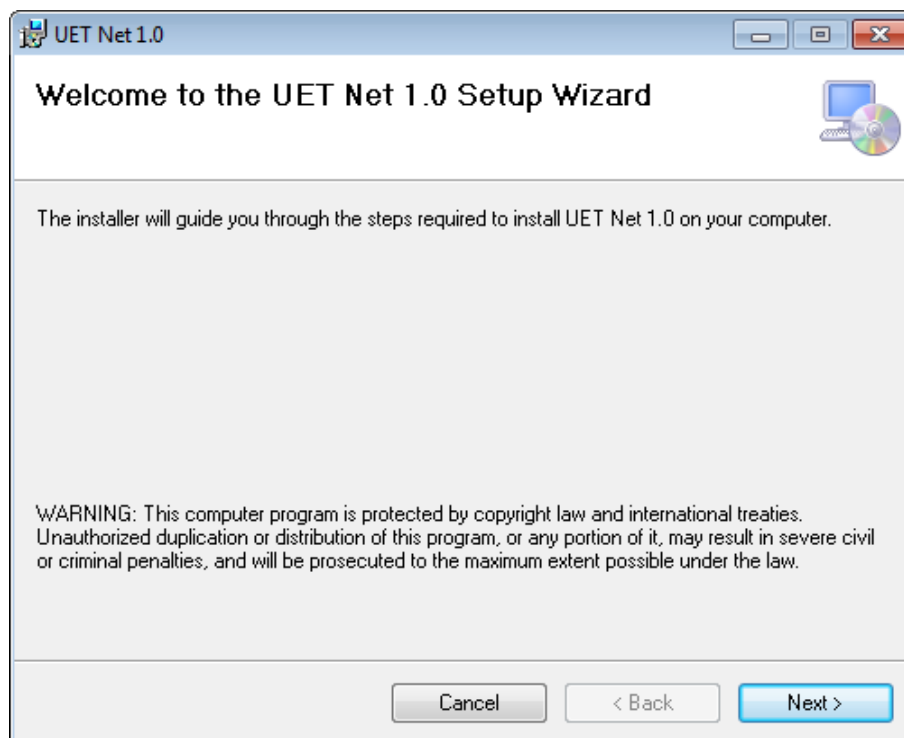 UET Net 1.0
Welcome to the UET Net 1.0 Setup Wizard
The installer will guide you through the steps required to install UET Net 1.0 on your computer.
WARNING: This computer program is protected by copyright law and international treaties.
Unauthorized duplication or distribution of this program, or any portion of it, may result in severe civil
or criminal penalties, and will be prosecuted to the maximum extent possible under the law.
Cancel < Back Next >